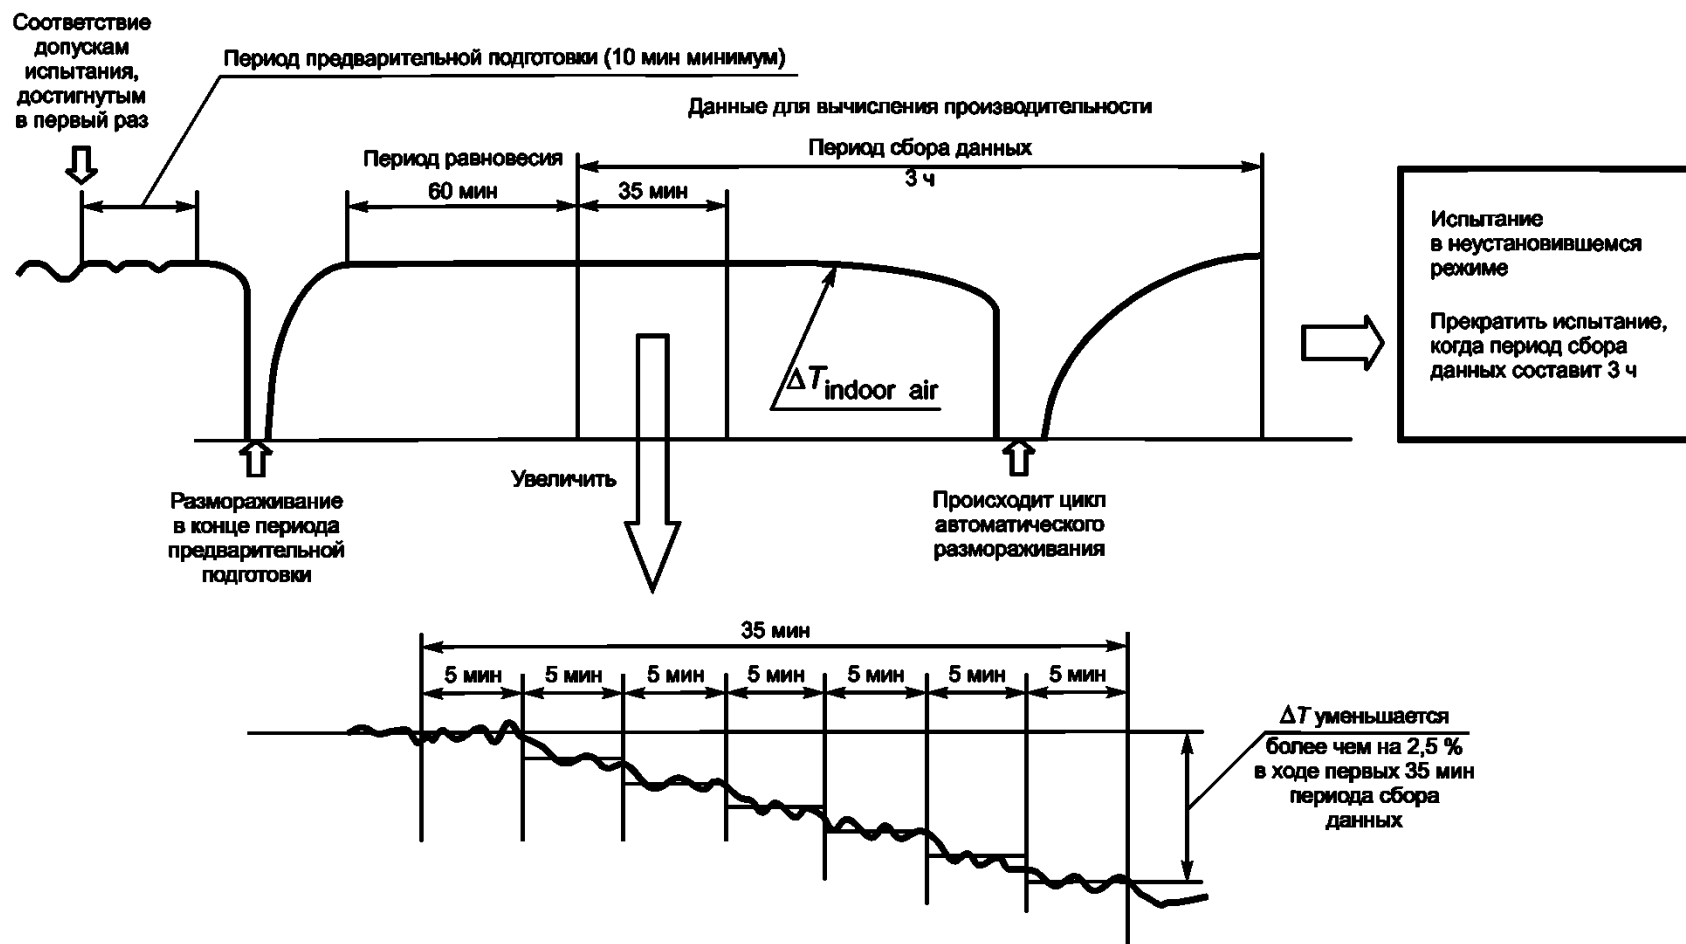 Соответствие
допускам
испытания,
достигнутым
в первый раз
Период предварительной подготовки (10 мин минимум)
Данные для вычисления производительности
Период равновесия
60 мин
35 мин
Период сбора данных
3 ч
Испытание
в неустановившемся
режиме
Прекратить испытание,
когда период сбора
данных составит 3 ч
ΔT indoor air
Увеличить
Размораживание
в конце периода
предварительной
подготовки
Происходит цикл
автоматического
размораживания
35 мин
5 мин 5 мин 5 мин 5 мин 5 мин 5 мин 5 мин
ΔT уменьшается
более чем на 2,5 %
в ходе первых 35 мин
периода сбора
данных